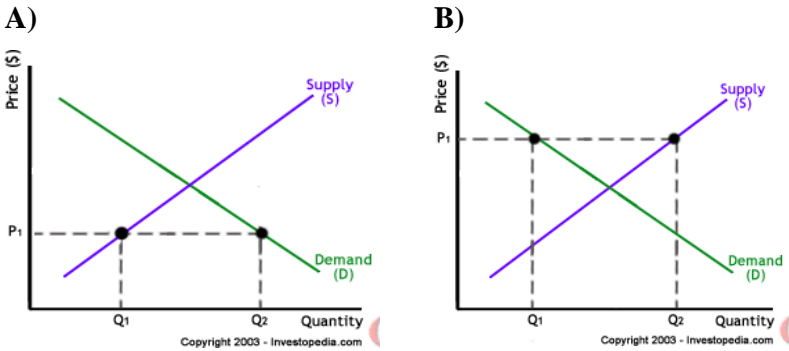 A)
Price ($)
Supply
(S)
P1
Demand
(D)
Q1
Q2
Quantity
Copyright 2003 - Investopedia.com
B)
Price ($)
Supply
(S)
P1
Demand
(D)
Q1
Q2
Quantity
Copyright 2003 - Investopedia.com